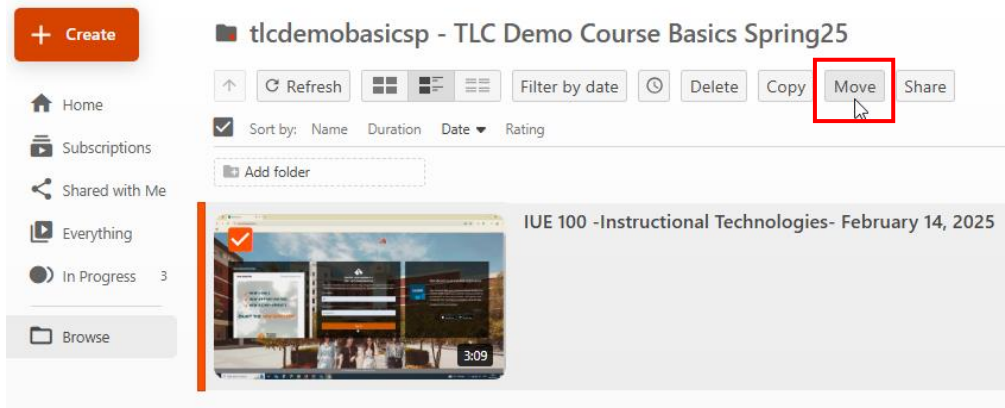 + Create
tlcdemobasicsp - TLC Demo Course Basics Spring25
Refresh Filter by date Delete Copy Move Share
Sort by: Name Duration Date Rating
Add folder
Home
Subscriptions
Shared with Me
Everything
In Progress 3
Browse
IUE 100 -Instructional Technologies- February 14, 2025
3:09